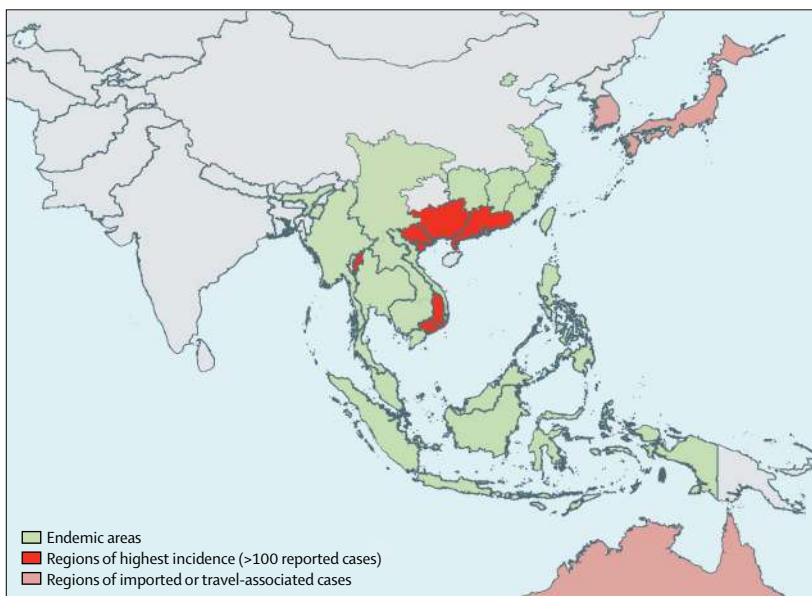 Endemic areas
Regions of highest incidence (>100 reported cases)
Regions of imported or travel-associated cases